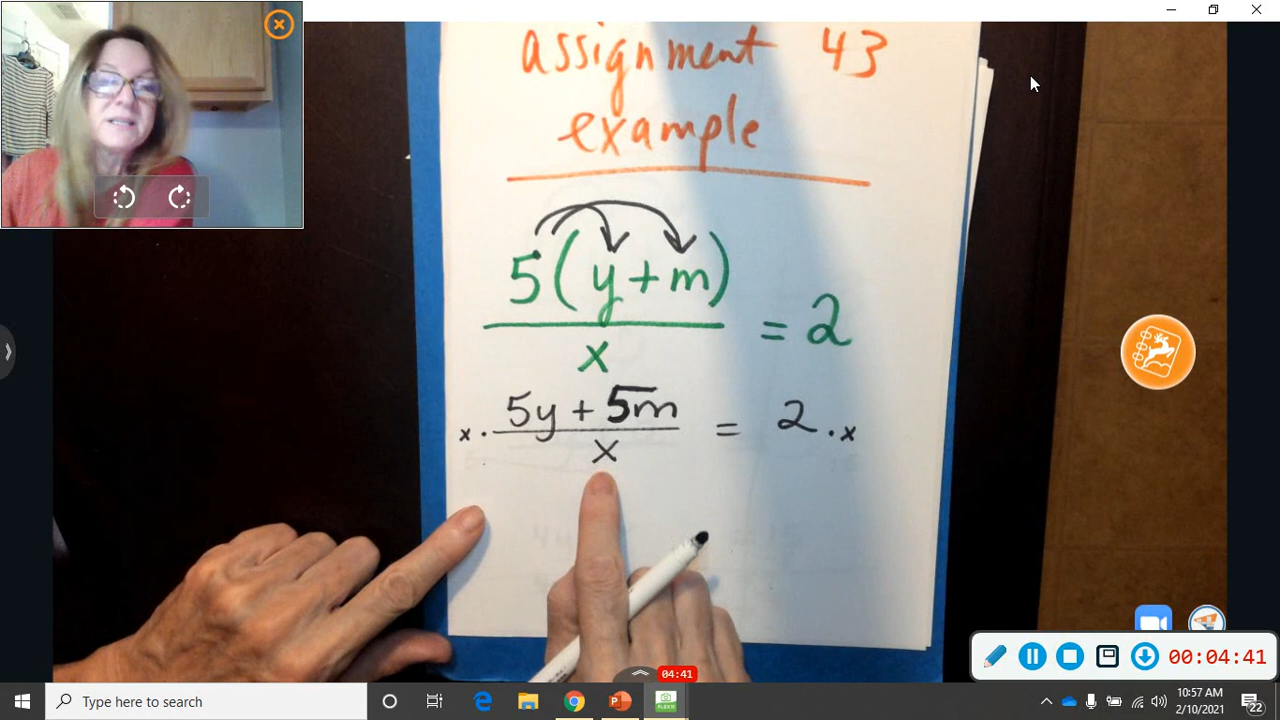 assignment 43
example
5(y+m)
= 2
x
5y + 5m
x · = 2 · x
x
00:04:41
04:41
Type here to search
10:57 AM
2/10/2021
22